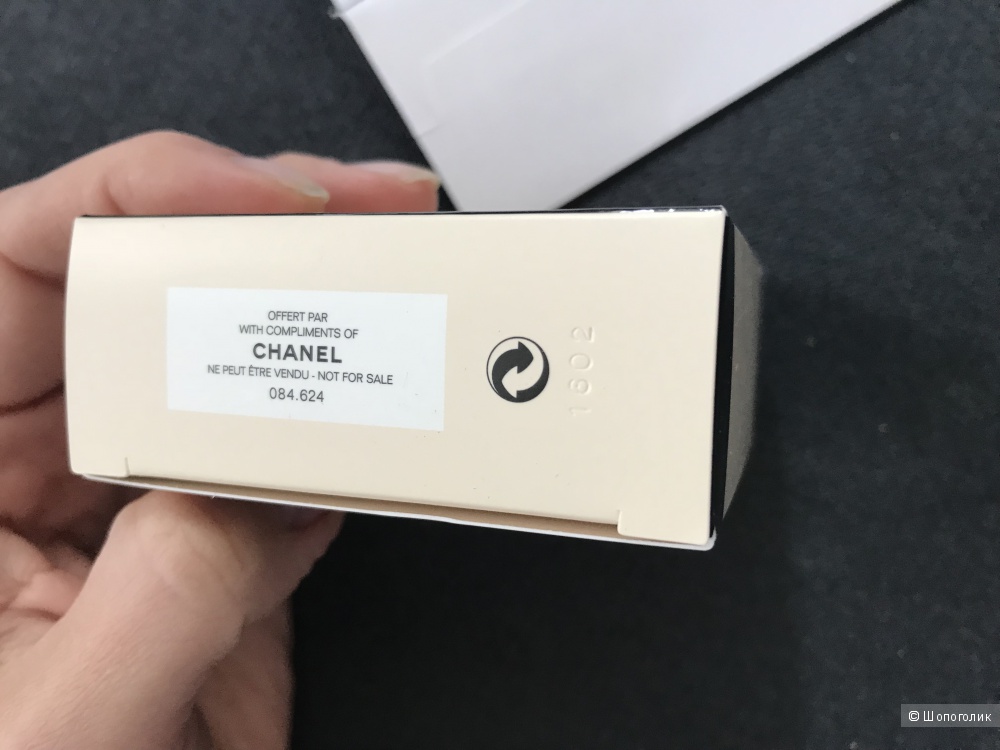 OFFERT PAR
WITH COMPLIMENTS OF
CHANEL
NE PEUT ÊTRE VENDU - NOT FOR SALE
084.624
1602
© Шопоголик